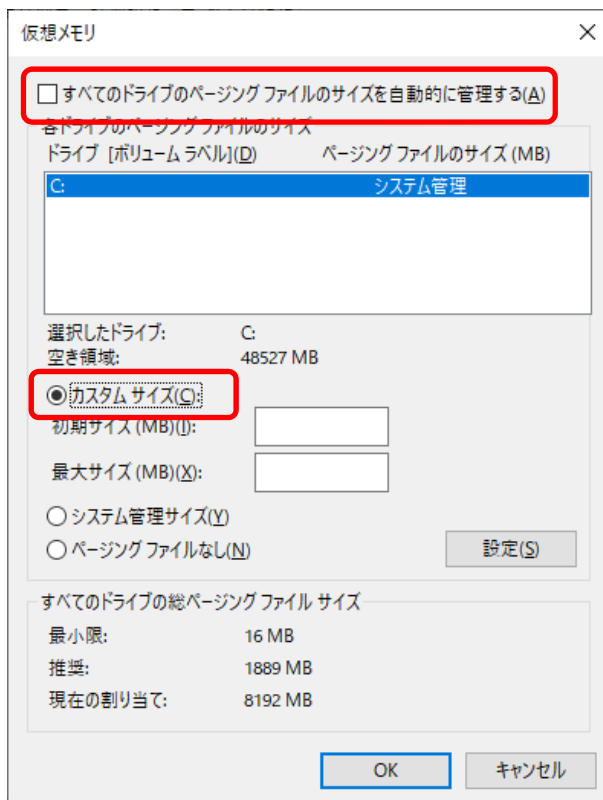 仮想メモリ
すべてのドライブのページング ファイルのサイズを自動的に管理する(A)
各ドライブのページング ファイルのサイズ
ドライブ [ボリューム ラベル](D) ページング ファイルのサイズ (MB)
C: システム管理
選択したドライブ: C:
空き領域: 48527 MB
カスタム サイズ(C):
初期サイズ (MB)(I):
最大サイズ (MB)(X):
システム管理サイズ(Y)
ページング ファイルなし(N) 設定(S)
すべてのドライブの総ページング ファイル サイズ
最小限: 16 MB
推奨: 1889 MB
現在の割り当て: 8192 MB
OK キャンセル